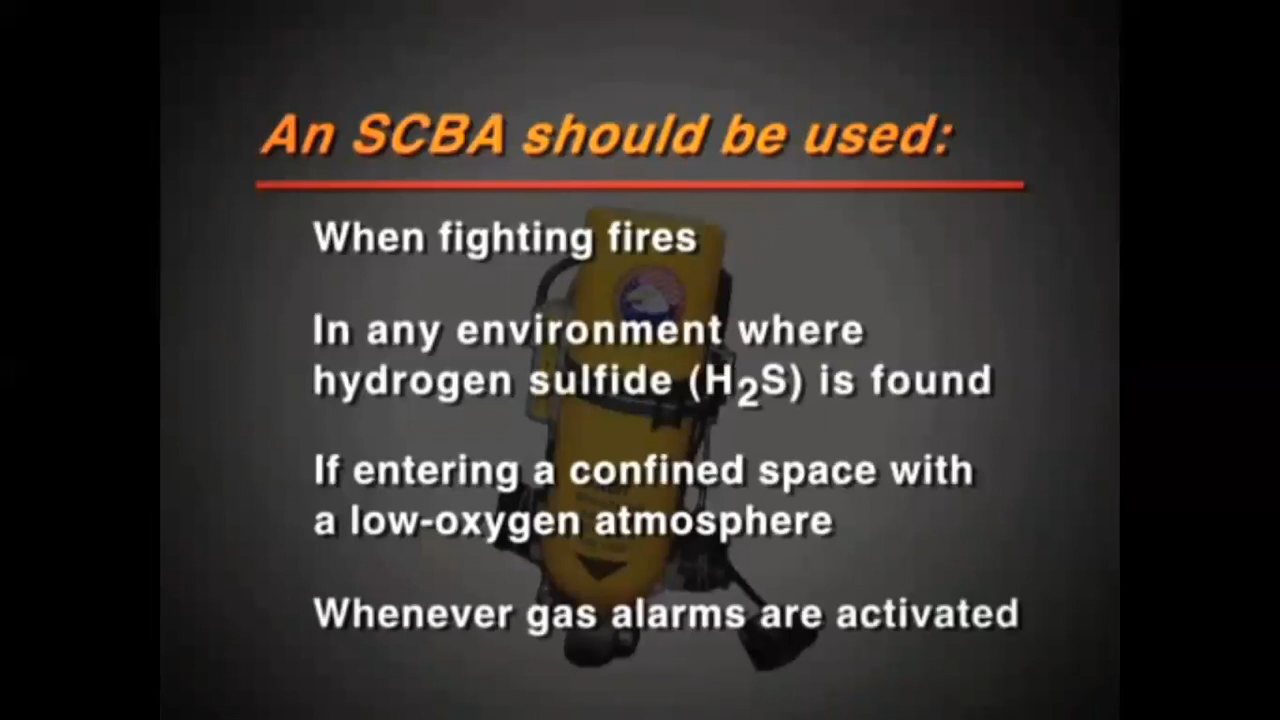 An SCBA should be used:
When fighting fires
In any environment where
hydrogen sulfide (H₂S) is found
If entering a confined space with
a low-oxygen atmosphere
Whenever gas alarms are activated